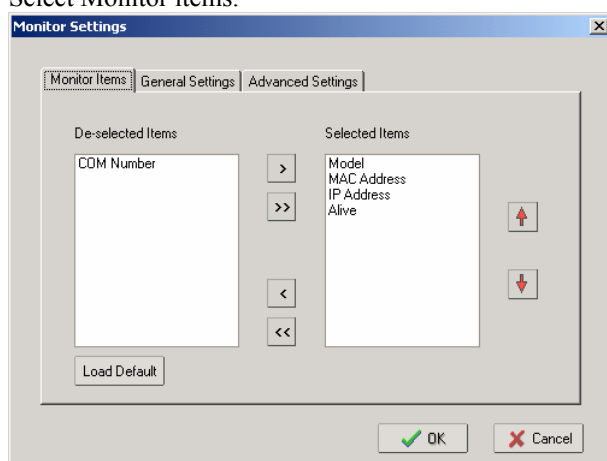 Select Monitor items.
Monitor Settings
Monitor Items General Settings Advanced Settings
De-selected Items
COM Number
>
>>
<
<<
Selected Items
Model
MAC Address
IP Address
Alive
Load Default
OK
Cancel